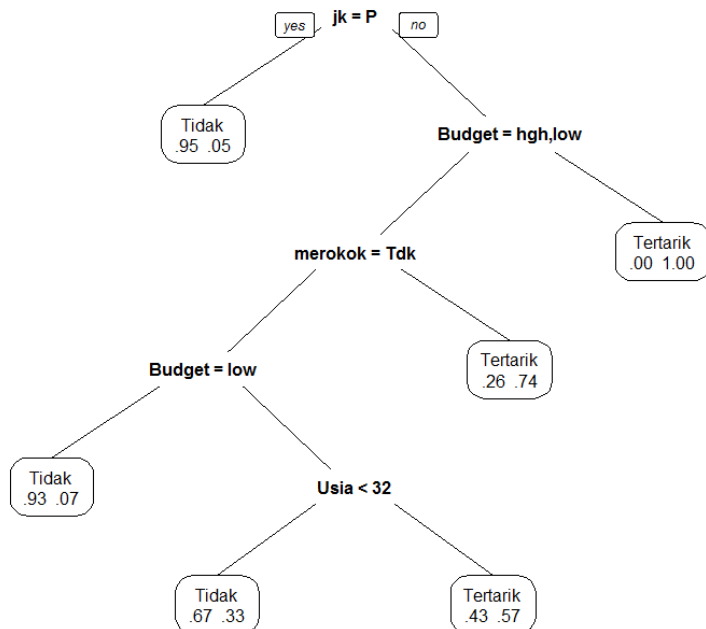 jk = P
yes
no
Tidak
.95 .05
Budget = hgh,low
merokok = Tdk
Tertarik
.00 1.00
Budget = low
Tertarik
.26 .74
Tidak
.93 .07
Usia < 32
Tidak
.67 .33
Tertarik
.43 .57